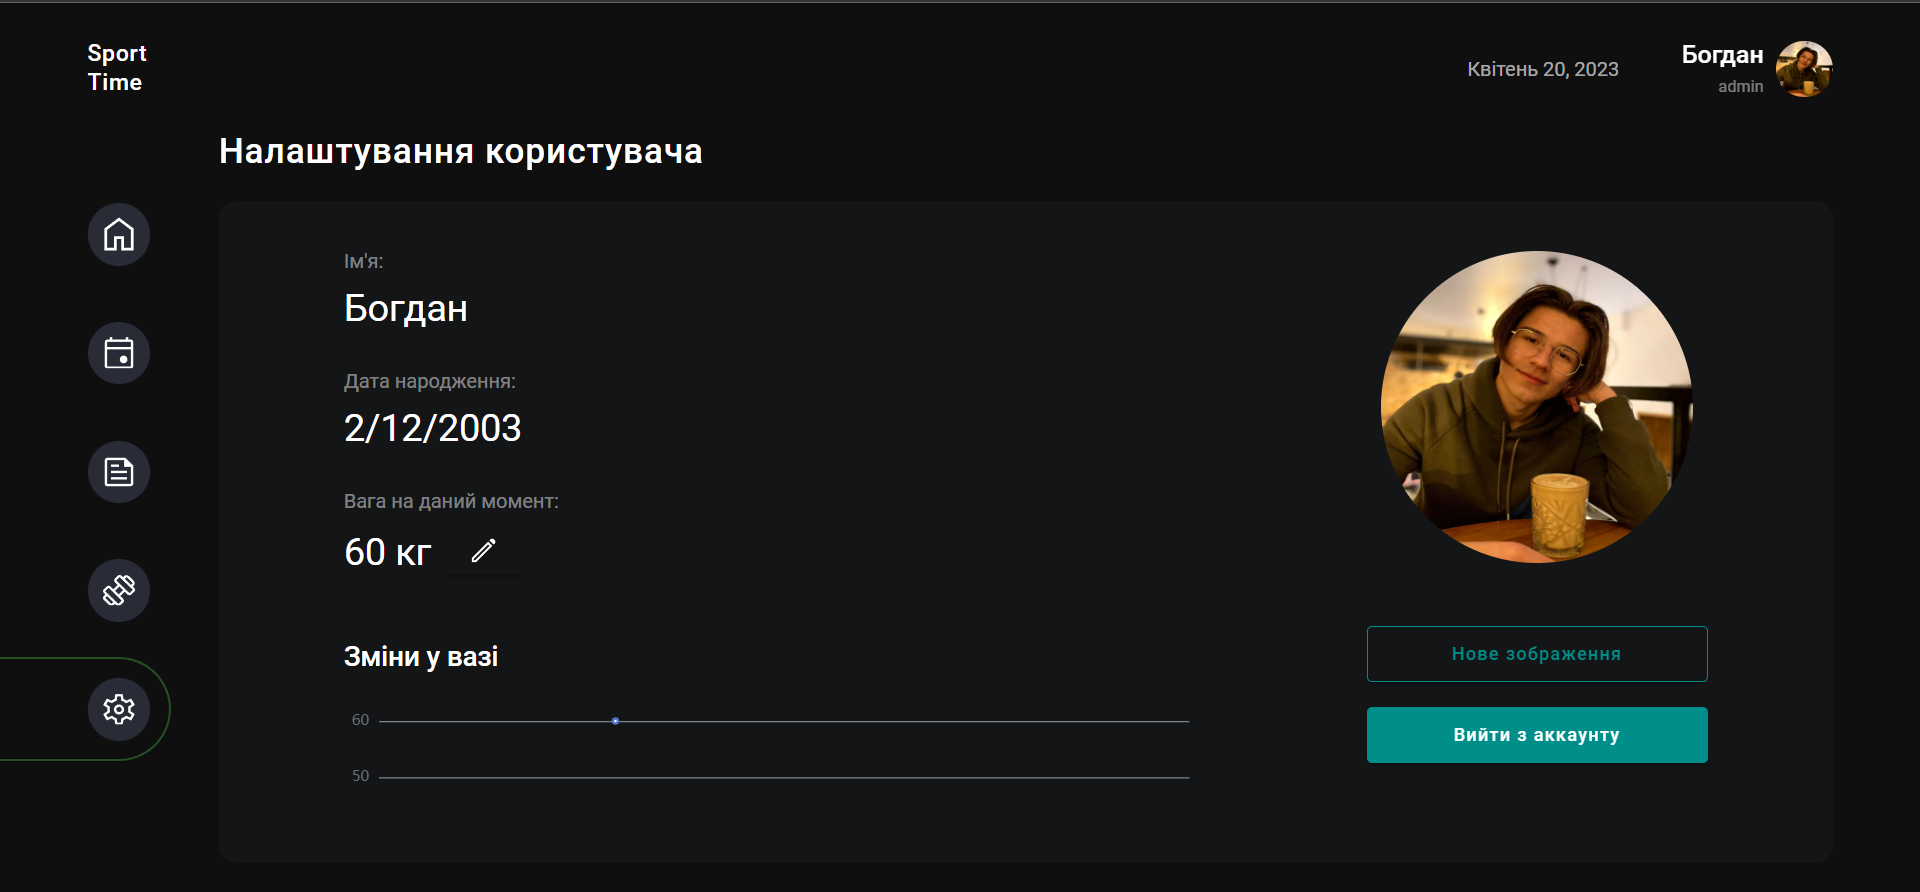 Sport
Time
Квітень 20, 2023
Богдан
admin
Налаштування користувача
Ім'я:
Богдан
Дата народження:
2/12/2003
Вага на даний момент:
60 кг
Зміни у вазі
60
50
Нове зображення
Вийти з аккаунту